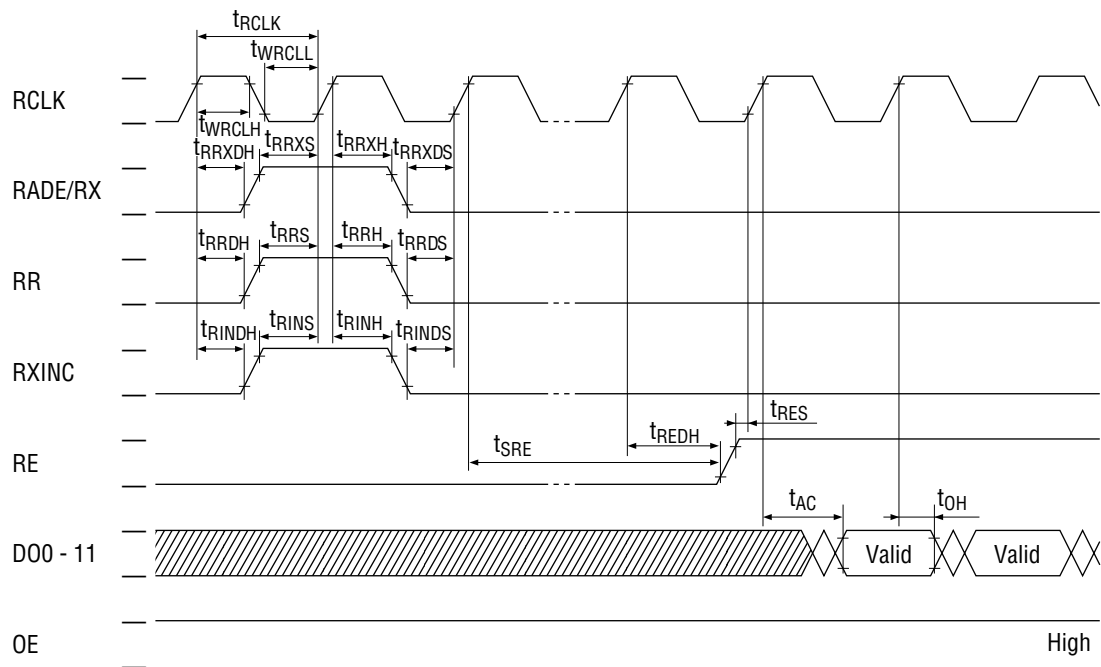 tRCLK
tWRCLL
RCLK
tWRCLH
tRRXDH tRRXS tRRXH tRRXDS
RADE/RX
tRRDH tRRS tRRH tRRDS
RR
tRINDH tRINS tRINH tRINDS
RXINC
tRES
tREDH
tSRE
RE
tAC tOH
DO0 - 11 Valid Valid
OE High